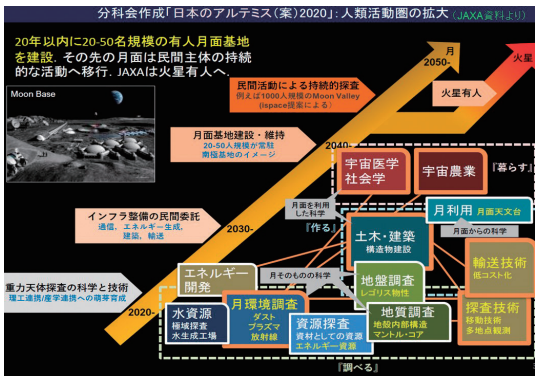 分科会作成「日本のアルテミス(案)2020」: 人類活動圏の拡大 (JAXA資料より)
20年以内に20-50名規模の有人月面基地
を建設. その先の月面は民間主体の持続
的な活動へ移行. JAXAは火星有人へ.
月
2050-
火星
Moon Base
民間活動による持続的探査
例えば1000人規模のMoon Valley
(ispace提案による)
火星有人
月面基地建設・維持
20-50人規模が常駐
南極基地のイメージ
2040-
宇宙医学
社会学
宇宙農業
『暮らす』
月面を利用
した科学
月利用 月面天文台
インフラ整備の民間委託
通信、エネルギー生成、
建築、輸送
2030-
『作る』
月面からの科学
土木・建築
構造物建設
輸送技術
低コスト化
重力天体探査の科学と技術
理工連携/産学連携への萌芽育成
エネルギー
開発
月そのものの科学
地盤調査
レゴリス物性
2020-
水資源
極域探査
水生成工場
月環境調査
ダスト
プラズマ
放射線
資源探査
資材としての資源
エネルギー資源
地質調査
地殻内部構造
マントル・コア
探査技術
移動技術
多地点観測
『調べる』